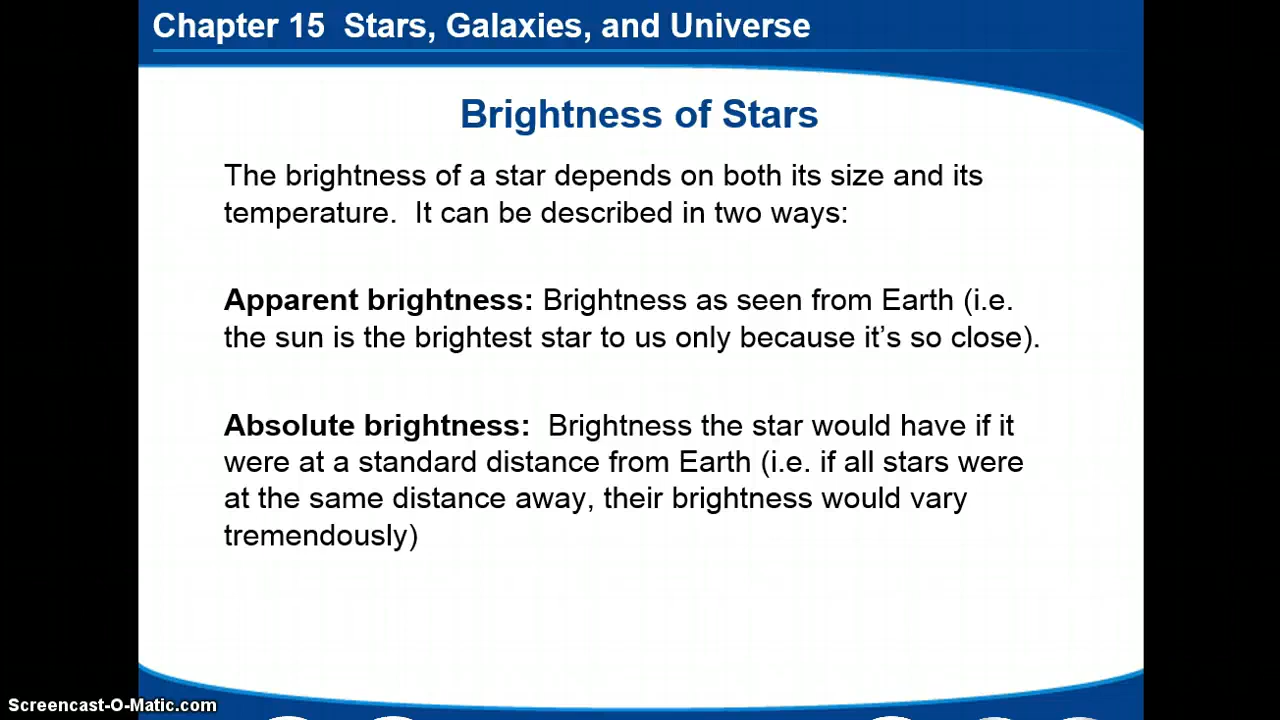 Chapter 15  Stars, Galaxies, and Universe
Brightness of Stars
The brightness of a star depends on both its size and its
temperature.  It can be described in two ways:
Apparent brightness: Brightness as seen from Earth (i.e.
the sun is the brightest star to us only because it’s so close).
Absolute brightness:  Brightness the star would have if it
were at a standard distance from Earth (i.e. if all stars were
at the same distance away, their brightness would vary
tremendously)
Screencast-O-Matic.com